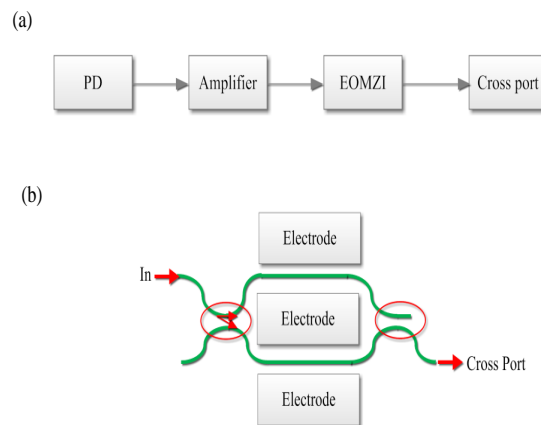 (a)
PD
Amplifier
EOMZI
Cross port
(b)
Electrode
In
Electrode
Cross Port
Electrode